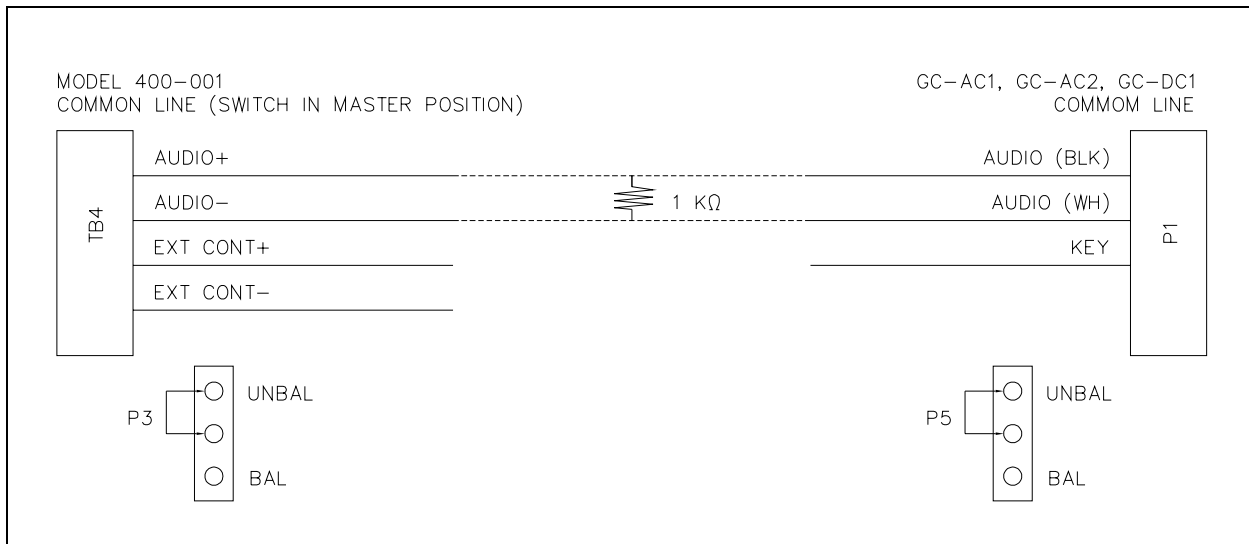 MODEL 400-001
COMMON LINE (SWITCH IN MASTER POSITION)
GC-AC1, GC-AC2, GC-DC1
COMMOM LINE
AUDIO+
AUDIO-
EXT CONT+
EXT CONT-
TB4
1 KΩ
AUDIO (BLK)
AUDIO (WH)
KEY
P1
P3
UNBAL
BAL
P5
UNBAL
BAL